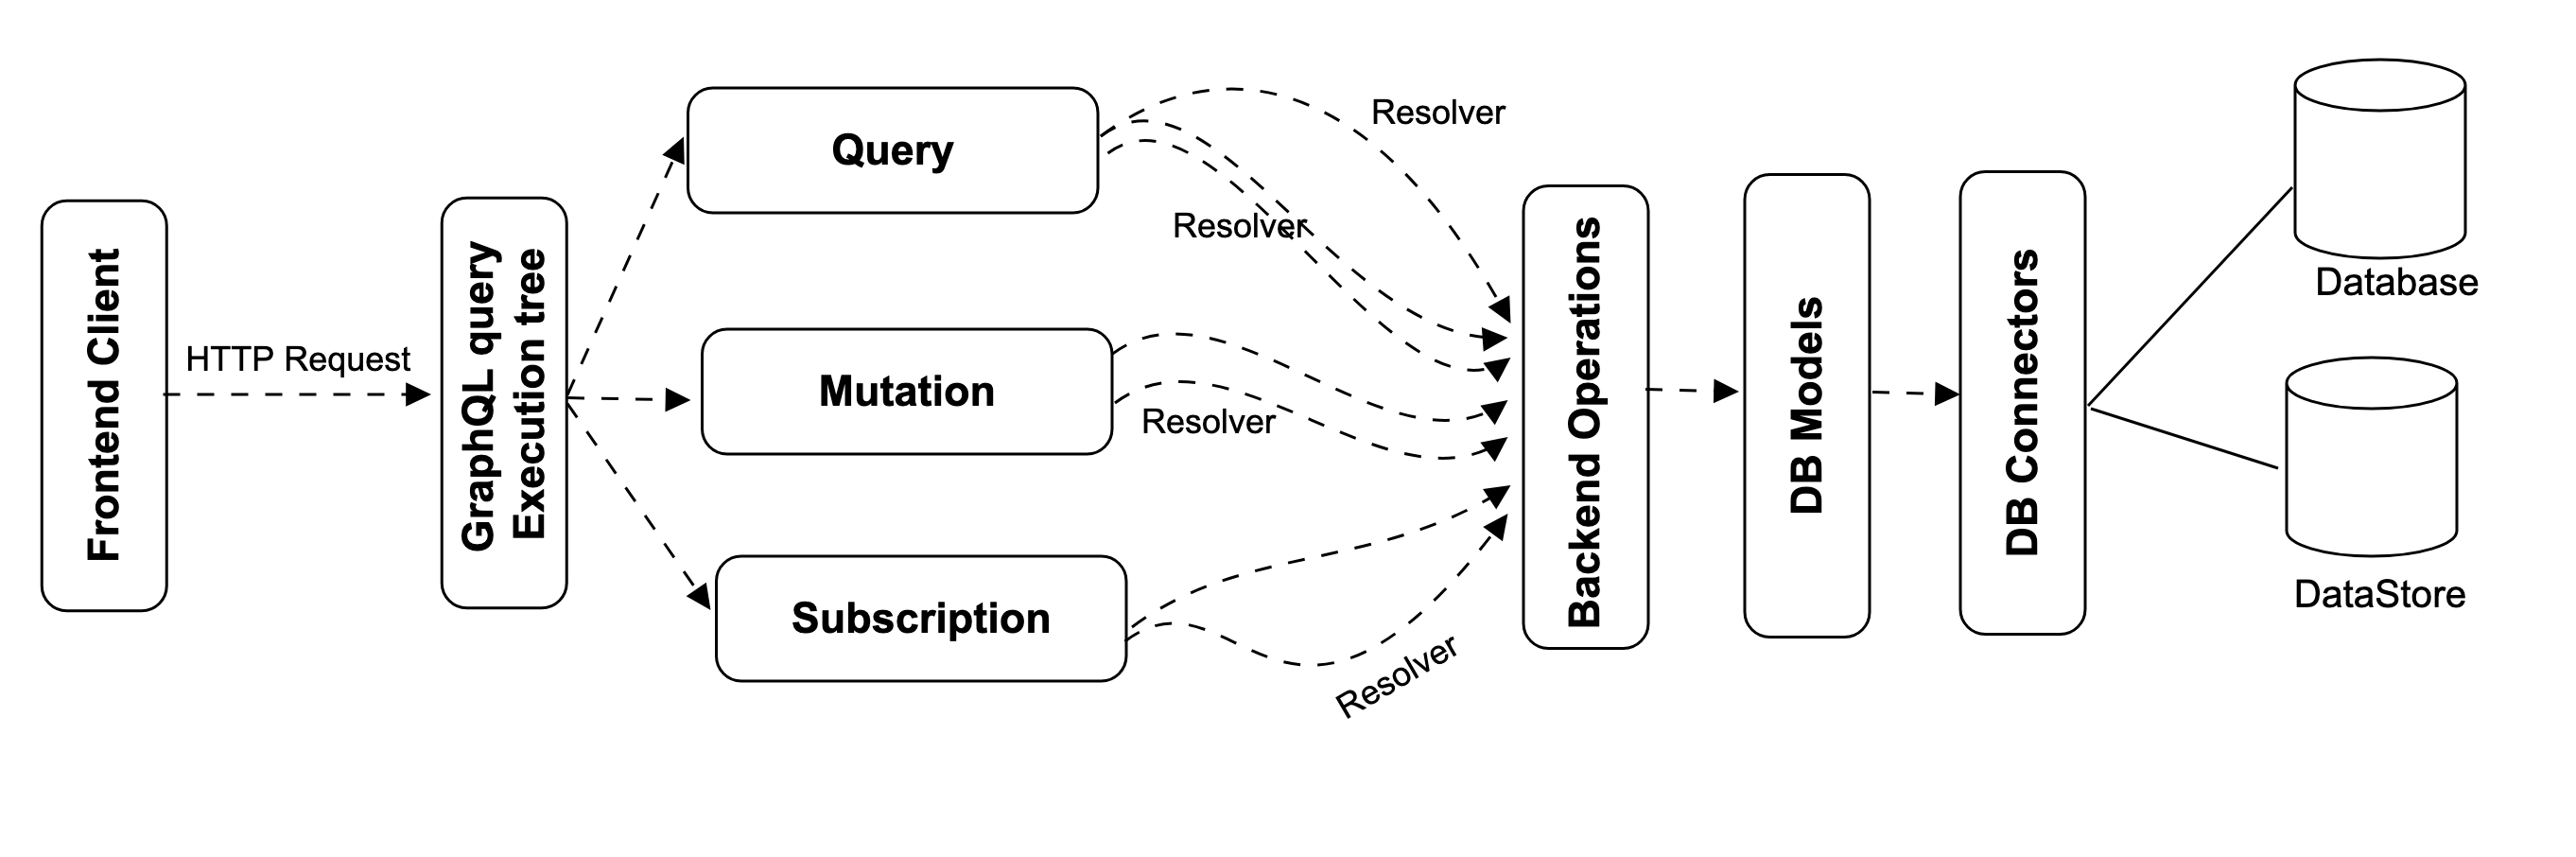 Frontend Client
HTTP Request
GraphQL query
Execution tree
Query
Mutation
Subscription
Resolver
Resolver
Resolver
Resolver
Backend Operations
DB Models
DB Connectors
Database
DataStore